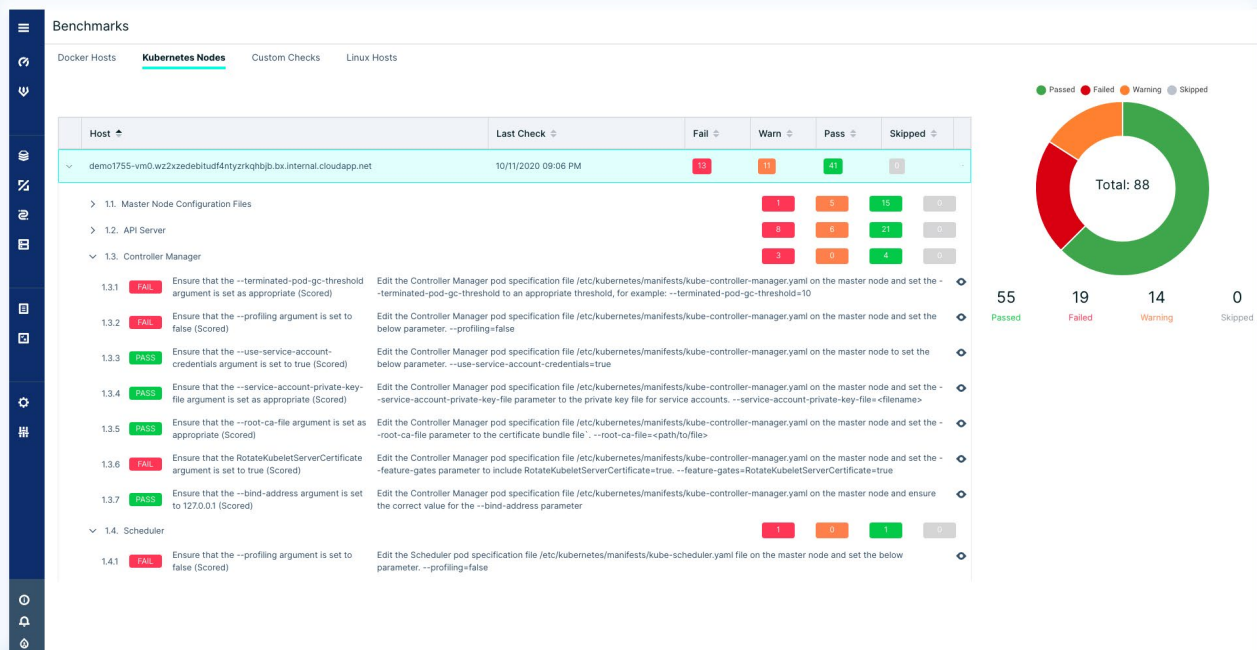 Benchmarks
Docker Hosts Kubernetes Nodes Custom Checks Linux Hosts
Passed Failed Warning Skipped
Host Last Check Fail Warn Pass Skipped
demo1755-vm0.wz2xzedebitudf4ntyzrkqhbjb.bx.internal.cloudapp.net 10/11/2020 09:06 PM 13 11 41 0
Total: 88
1.1. Master Node Configuration Files 1 5 15 0
1.2. API Server 8 6 21 0
1.3. Controller Manager 3 0 4 0
1.3.1 FAIL Ensure that the --terminated-pod-gc-threshold
argument is set as appropriate (Scored)
Edit the Controller Manager pod specification file /etc/kubernetes/manifests/kube-controller-manager.yaml on the master node and set the -
-terminated-pod-gc-threshold to an appropriate threshold, for example: --terminated-pod-gc-threshold=10
1.3.2 FAIL Ensure that the --profiling argument is set to
false (Scored)
Edit the Controller Manager pod specification file /etc/kubernetes/manifests/kube-controller-manager.yaml on the master node and set the
below parameter. --profiling=false
1.3.3 PASS Ensure that the --use-service-account-
credentials argument is set to true (Scored)
Edit the Controller Manager pod specification file /etc/kubernetes/manifests/kube-controller-manager.yaml on the master node to set the
below parameter. --use-service-account-credentials=true
1.3.4 PASS Ensure that the --service-account-private-key-
file argument is set as appropriate (Scored)
Edit the Controller Manager pod specification file /etc/kubernetes/manifests/kube-controller-manager.yaml on the master node and set the -
-service-account-private-key-file parameter to the private key file for service accounts. --service-account-private-key-file=<filename>
1.3.5 PASS Ensure that the --root-ca-file argument is set as
appropriate (Scored)
Edit the Controller Manager pod specification file /etc/kubernetes/manifests/kube-controller-manager.yaml on the master node and set the -
-root-ca-file parameter to the certificate bundle file`. --root-ca-file=<path/to/file>
1.3.6 FAIL Ensure that the RotateKubeletServerCertificate
argument is set to true (Scored)
Edit the Controller Manager pod specification file /etc/kubernetes/manifests/kube-controller-manager.yaml on the master node and set the -
-feature-gates parameter to include RotateKubeletServerCertificate=true. --feature-gates=RotateKubeletServerCertificate=true
1.3.7 PASS Ensure that the --bind-address argument is set
to 127.0.0.1 (Scored)
Edit the Controller Manager pod specification file /etc/kubernetes/manifests/kube-controller-manager.yaml on the master node and ensure
the correct value for the --bind-address parameter
1.4. Scheduler 1 0 1 0
1.4.1 FAIL Ensure that the --profiling argument is set to
false (Scored)
Edit the Scheduler pod specification file /etc/kubernetes/manifests/kube-scheduler.yaml file on the master node and set the below
parameter. --profiling=false
55 19 14 0
Passed Failed Warning Skipped